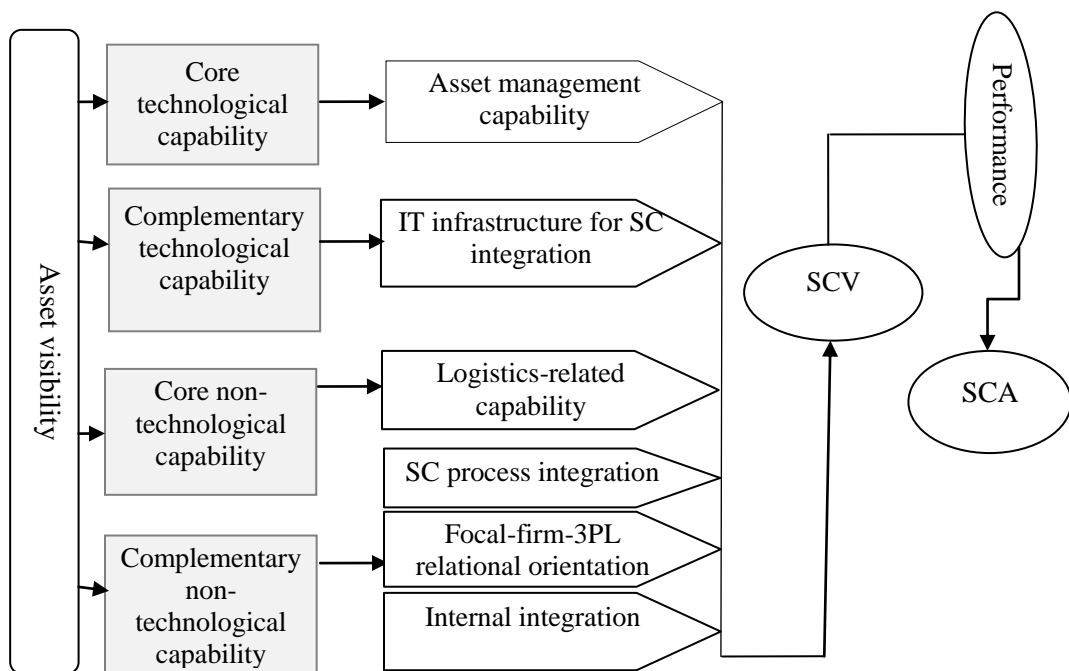 Asset visibility
Core
technological
capability
Asset management
capability
Complementary
technological
capability
IT infrastructure for SC
integration
Core non-
technological
capability
Logistics-related
capability
SC process integration
Complementary
non-
technological
capability
Focal-firm-3PL
relational orientation
Internal integration
SCV
Performance
SCA